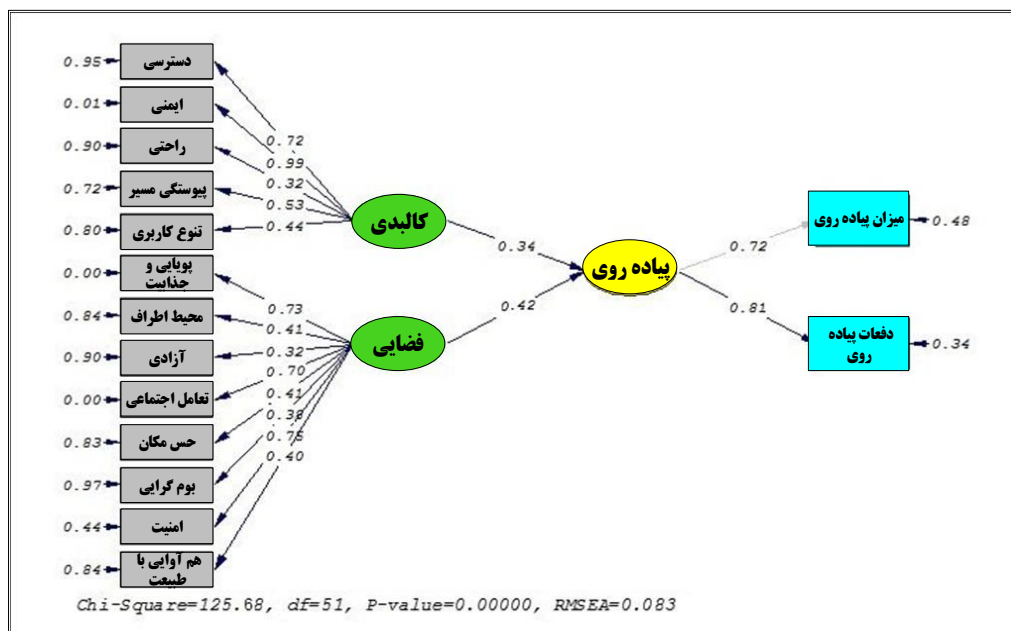 0.95
دسترسی
0.01
ایمنی
0.90
راحتی
0.72
پیوستگی مسیر
0.80
تنوع کاربری
0.00
پویایی و
جذابیت
0.84
محیط اطراف
0.90
آزادی
0.00
تعامل اجتماعی
0.83
حس مکان
0.97
بوم گرایی
0.44
امنیت
0.84
هم آوایی با
طبیعت
0.72
0.99
0.32
0.53
0.44
0.73
0.41
0.32
0.70
0.41
0.38
0.75
0.40
کالبدی
فضایی
0.34
0.42
پیاده روی
0.72
0.81
میزان پیاده روی
0.48
دفعات پیاده
روی
0.34
Chi-Square=125.68, df=51, P-value=0.00000, RMSEA=0.083